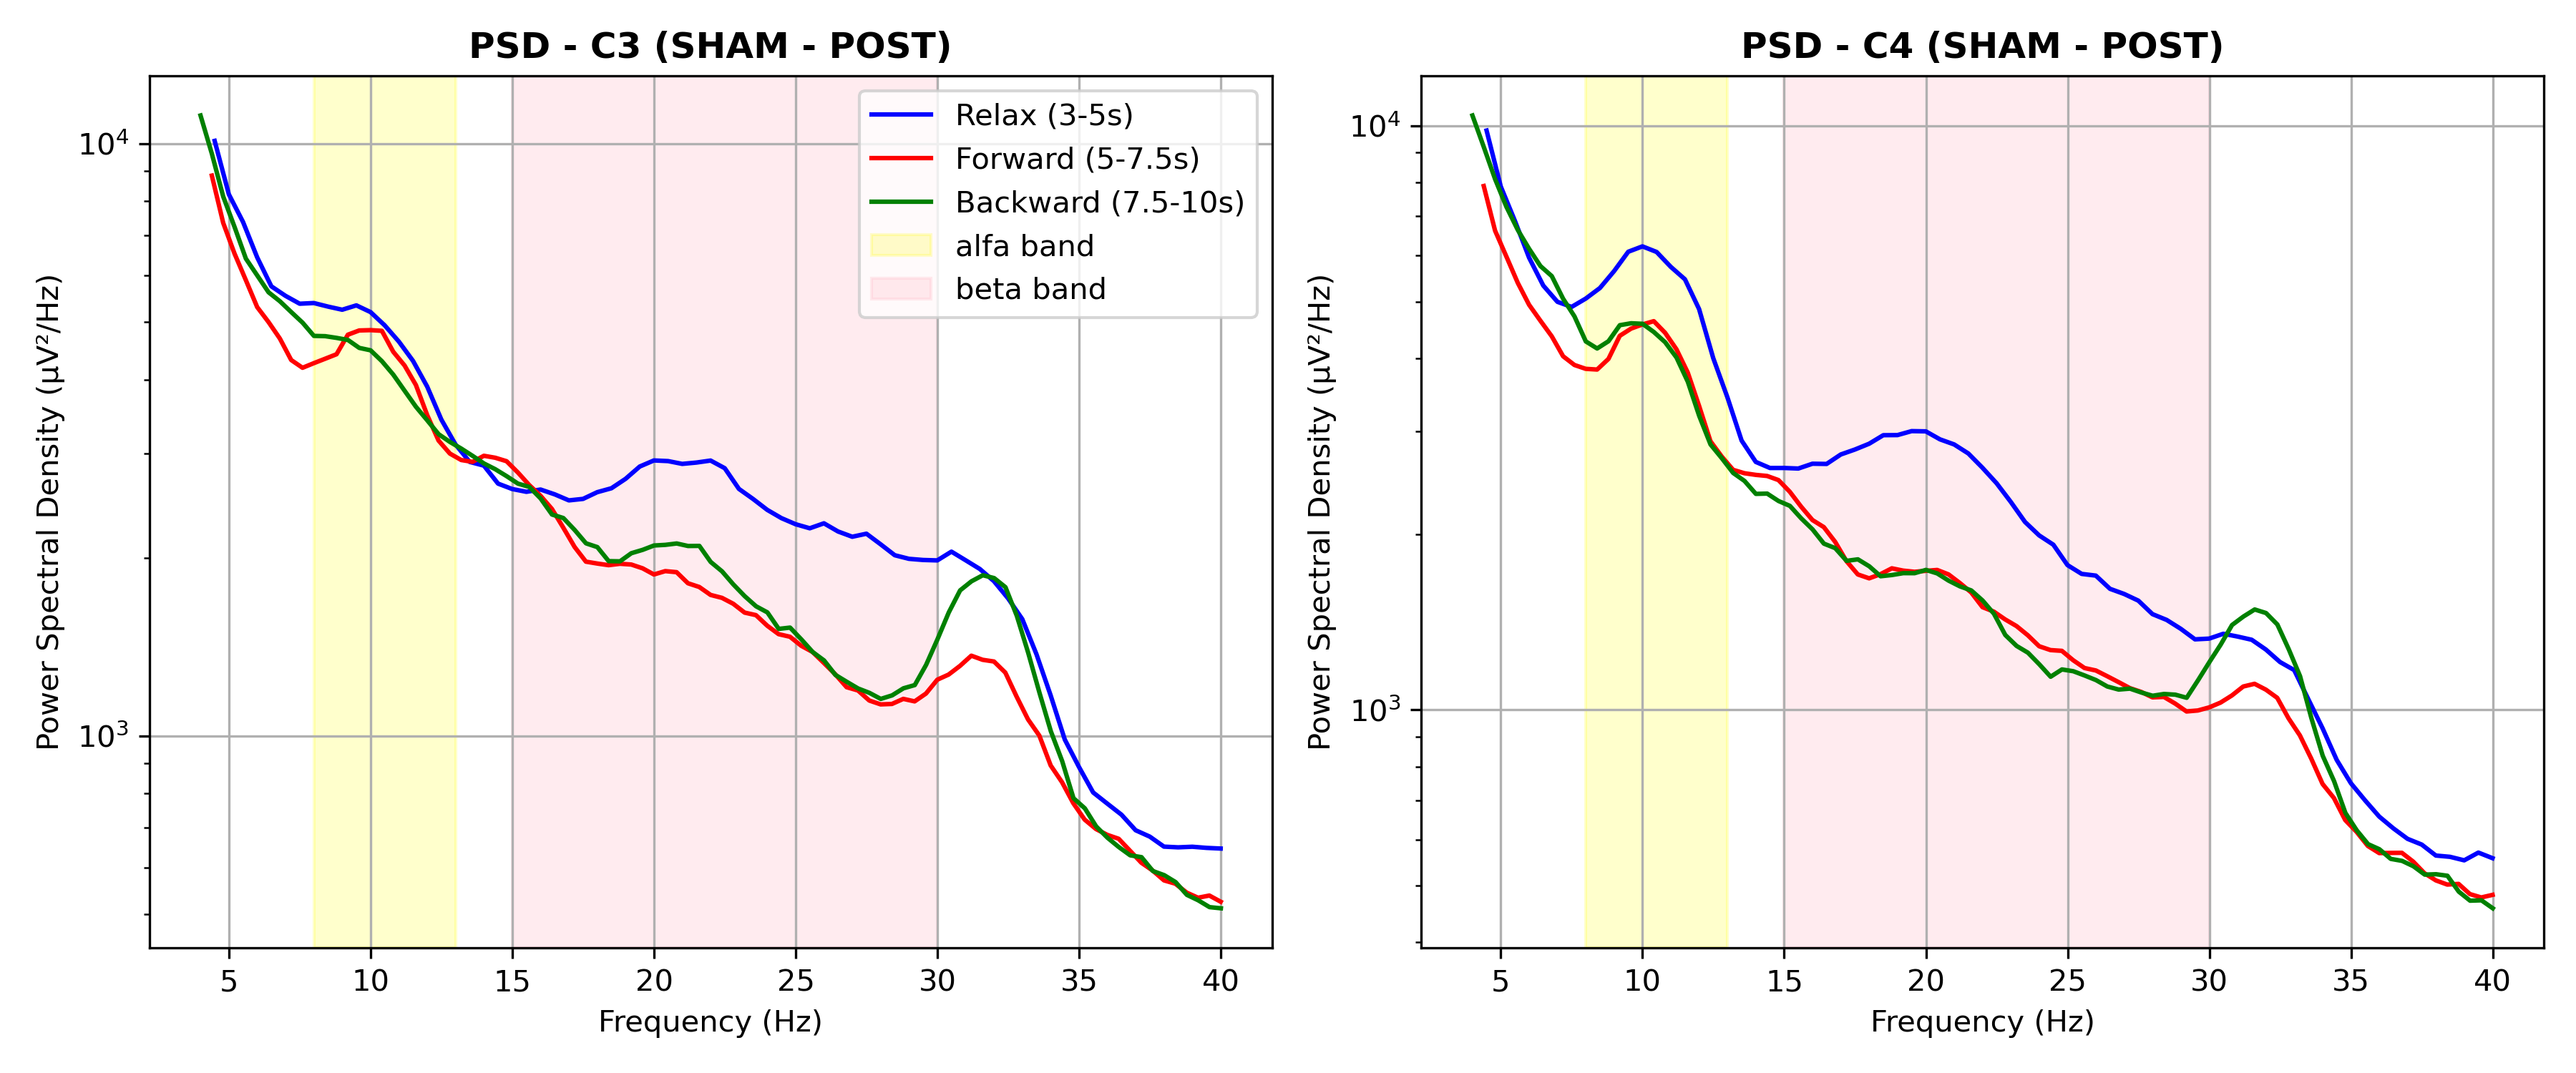 PSD - C3 (SHAM - POST)
Power Spectral Density (µV²/Hz)
10⁴
10³
Relax (3-5s)
Forward (5-7.5s)
Backward (7.5-10s)
alfa band
beta band
5 10 15 20 25 30 35 40
Frequency (Hz)
PSD - C4 (SHAM - POST)
Power Spectral Density (µV²/Hz)
10⁴
10³
5 10 15 20 25 30 35 40
Frequency (Hz)